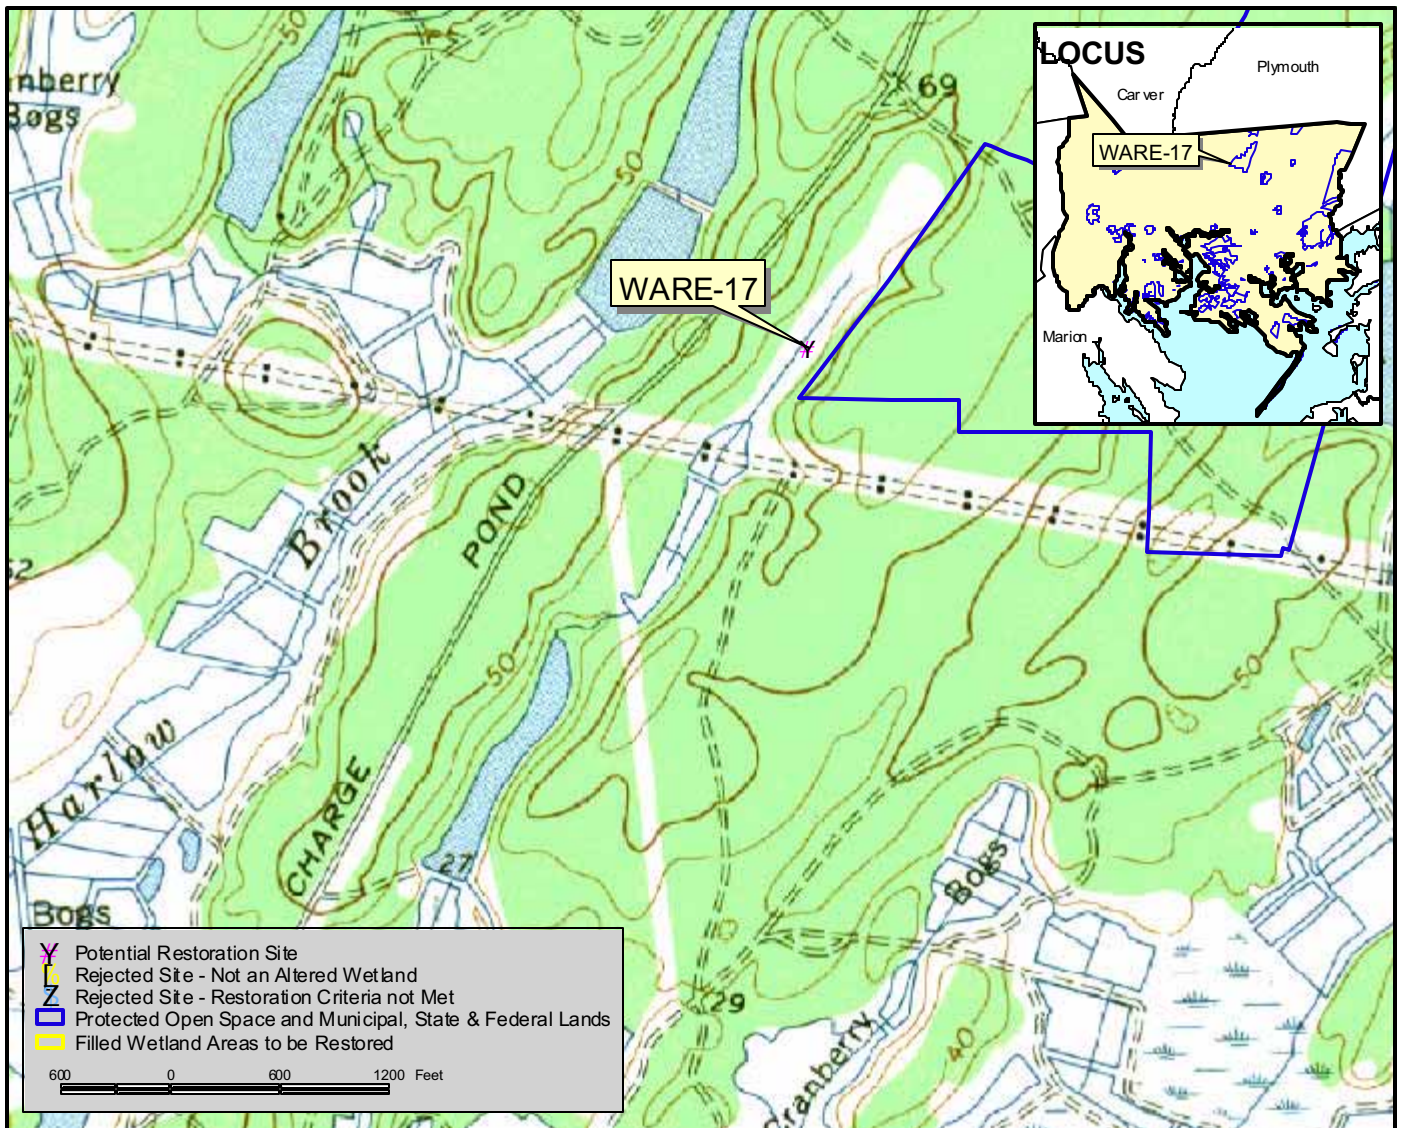 50
mberry
Bogs
69
50
LOCUS
Plymouth
Carver
WARE-17
Marion
WARE-17
Brook
POND
52
50
50
Harlow
CHARGE
27
Bogs
Bogs
29
40
Cranberry
Potential Restoration Site
Rejected Site - Not an Altered Wetland
Rejected Site - Restoration Criteria not Met
Protected Open Space and Municipal, State & Federal Lands
Filled Wetland Areas to be Restored
600 0 600 1200 Feet